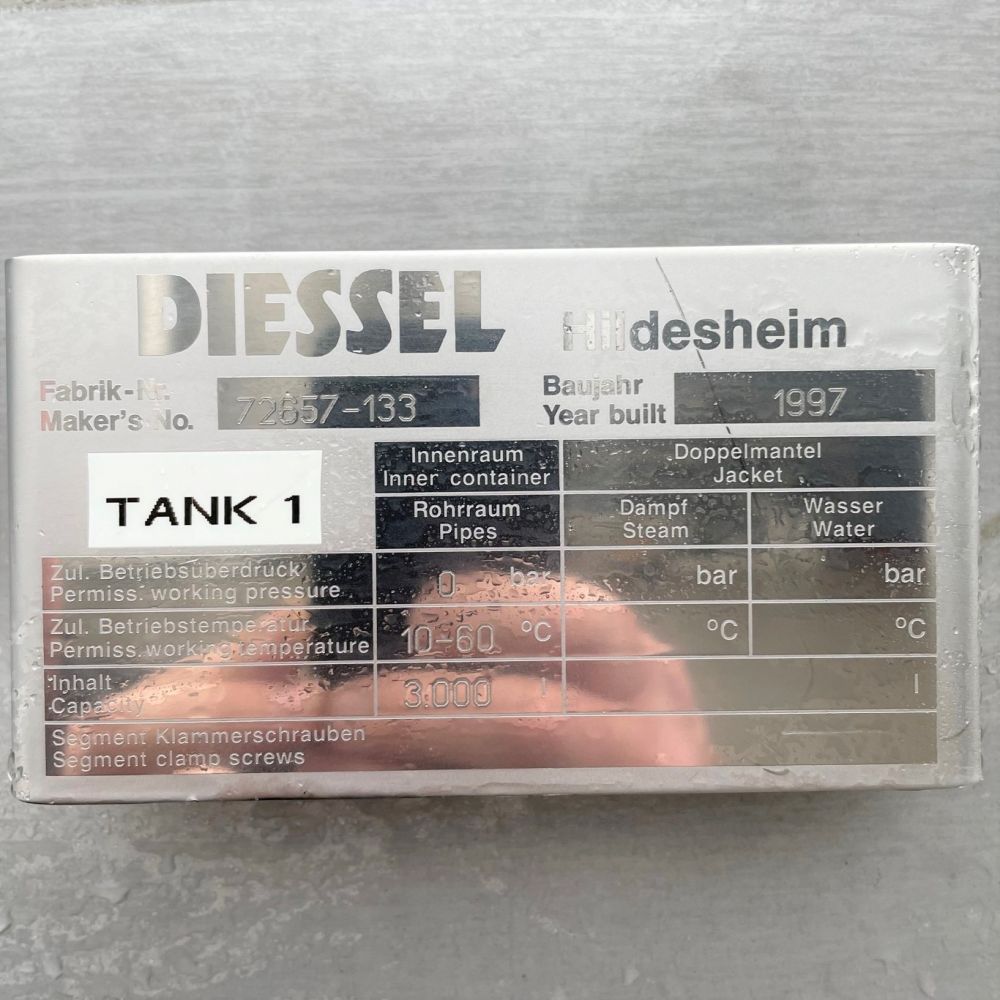 DIESSEL Hildesheim
Fabrik-Nr.
Maker's No. 72657-133
Baujahr
Year built 1997
TANK 1
Innenraum
Inner container
Doppelmantel
Jacket
Rohrraum
Pipes
Dampf
Steam
Wasser
Water
Zul. Betriebsüberdruck
Permiss. working pressure
0 bar bar bar
Zul. Betriebstemperatur
Permiss. working temperature
10-60 °C °C °C
Inhalt
Capacity
3.000 l l
Segment Klammerschrauben
Segment clamp screws